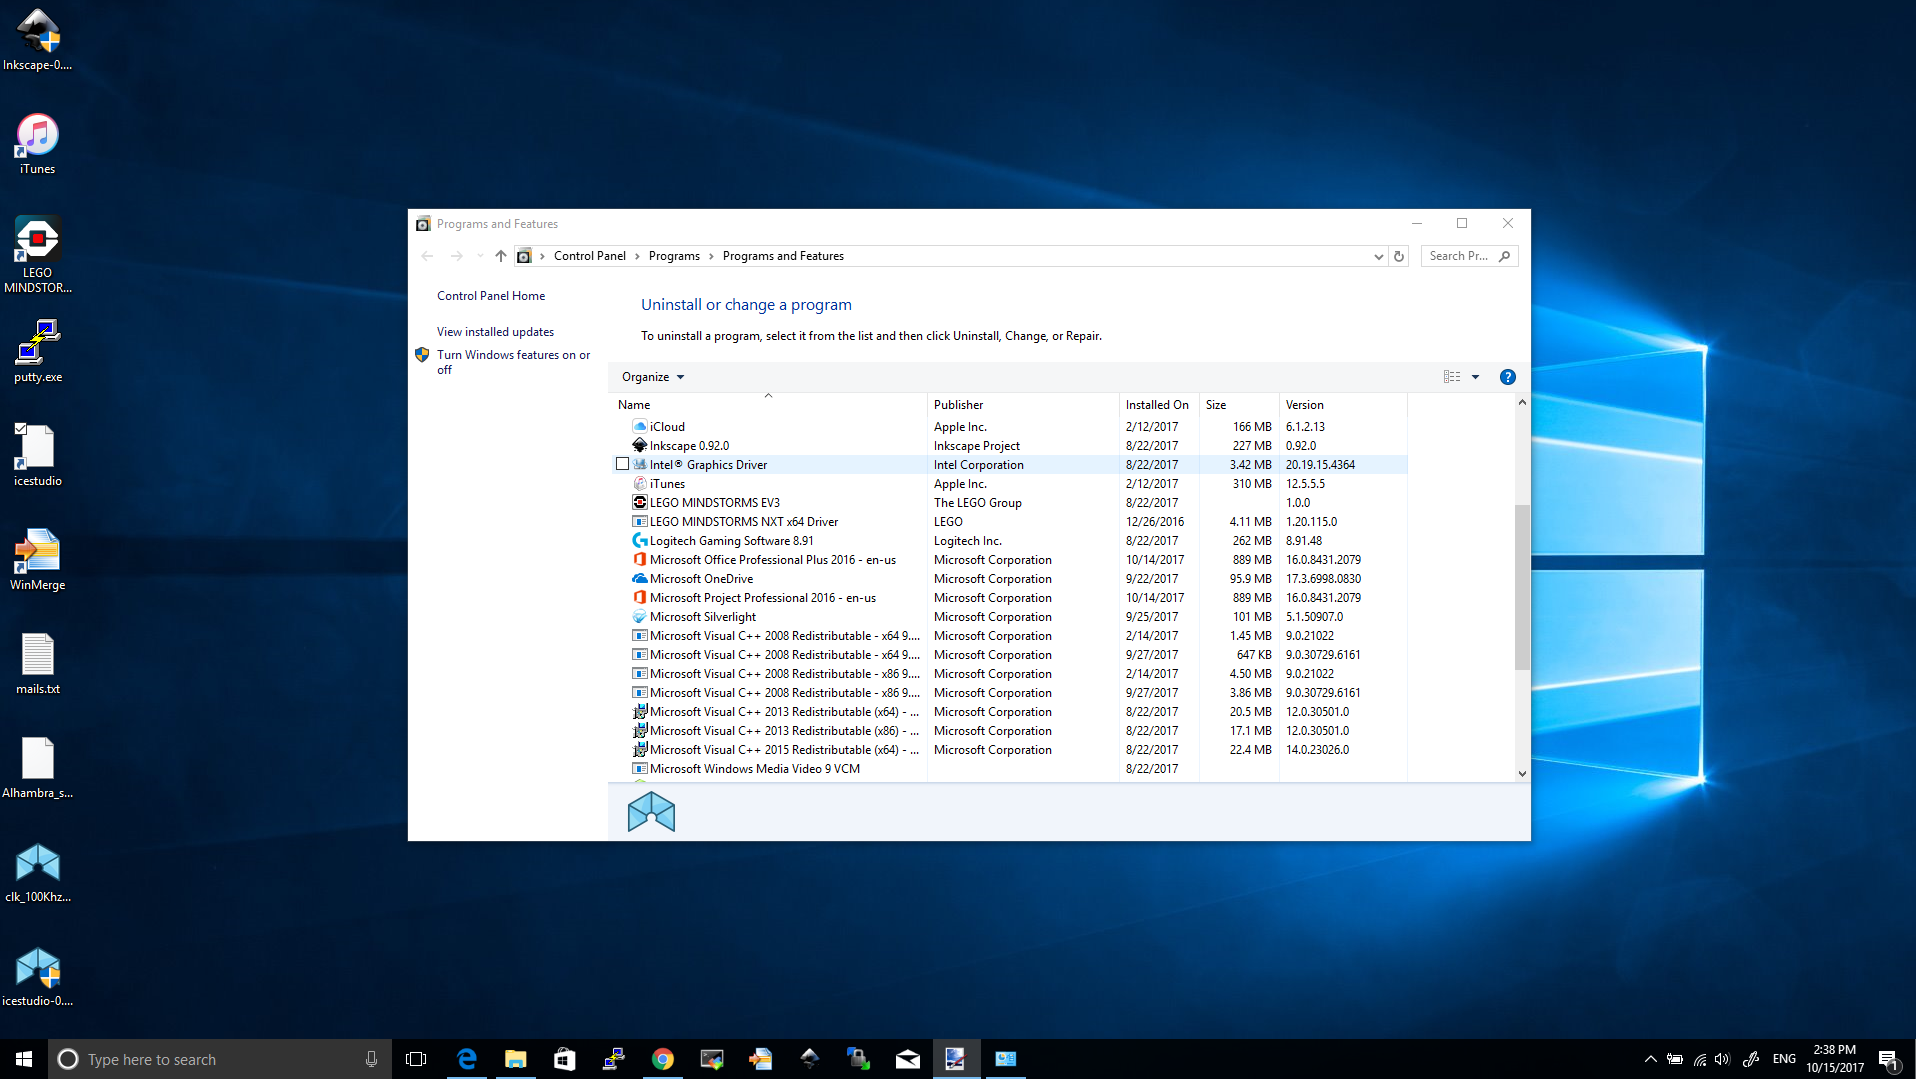 Inkscape-0....
iTunes
LEGO
MINDSTOR...
putty.exe
icestudio
WinMerge
mails.txt
Alhambra_s...
clk_100Khz...
icestudio-0....
Programs and Features
Control Panel > Programs > Programs and Features
Search Pr...
Control Panel Home
View installed updates
Turn Windows features on or
off
Uninstall or change a program
To uninstall a program, select it from the list and then click Uninstall, Change, or Repair.
Organize
Name Publisher Installed On Size Version
iCloud Apple Inc. 2/12/2017 166 MB 6.1.2.13
Inkscape 0.92.0 Inkscape Project 8/22/2017 227 MB 0.92.0
Intel® Graphics Driver Intel Corporation 8/22/2017 3.42 MB 20.19.15.4364
iTunes Apple Inc. 2/12/2017 310 MB 12.5.5.5
LEGO MINDSTORMS EV3 The LEGO Group 8/22/2017 1.0.0
LEGO MINDSTORMS NXT x64 Driver LEGO 12/26/2016 4.11 MB 1.20.115.0
Logitech Gaming Software 8.91 Logitech Inc. 8/22/2017 262 MB 8.91.48
Microsoft Office Professional Plus 2016 - en-us Microsoft Corporation 10/14/2017 889 MB 16.0.8431.2079
Microsoft OneDrive Microsoft Corporation 9/22/2017 95.9 MB 17.3.6998.0830
Microsoft Project Professional 2016 - en-us Microsoft Corporation 10/14/2017 889 MB 16.0.8431.2079
Microsoft Silverlight Microsoft Corporation 9/25/2017 101 MB 5.1.50907.0
Microsoft Visual C++ 2008 Redistributable - x64 9.... Microsoft Corporation 2/14/2017 1.45 MB 9.0.21022
Microsoft Visual C++ 2008 Redistributable - x64 9.... Microsoft Corporation 9/27/2017 647 KB 9.0.30729.6161
Microsoft Visual C++ 2008 Redistributable - x86 9.... Microsoft Corporation 2/14/2017 4.50 MB 9.0.21022
Microsoft Visual C++ 2008 Redistributable - x86 9.... Microsoft Corporation 9/27/2017 3.86 MB 9.0.30729.6161
Microsoft Visual C++ 2013 Redistributable (x64) - ... Microsoft Corporation 8/22/2017 20.5 MB 12.0.30501.0
Microsoft Visual C++ 2013 Redistributable (x86) - ... Microsoft Corporation 8/22/2017 17.1 MB 12.0.30501.0
Microsoft Visual C++ 2015 Redistributable (x64) - ... Microsoft Corporation 8/22/2017 22.4 MB 14.0.23026.0
Microsoft Windows Media Video 9 VCM 8/22/2017
Type here to search
ENG
2:38 PM
10/15/2017
1